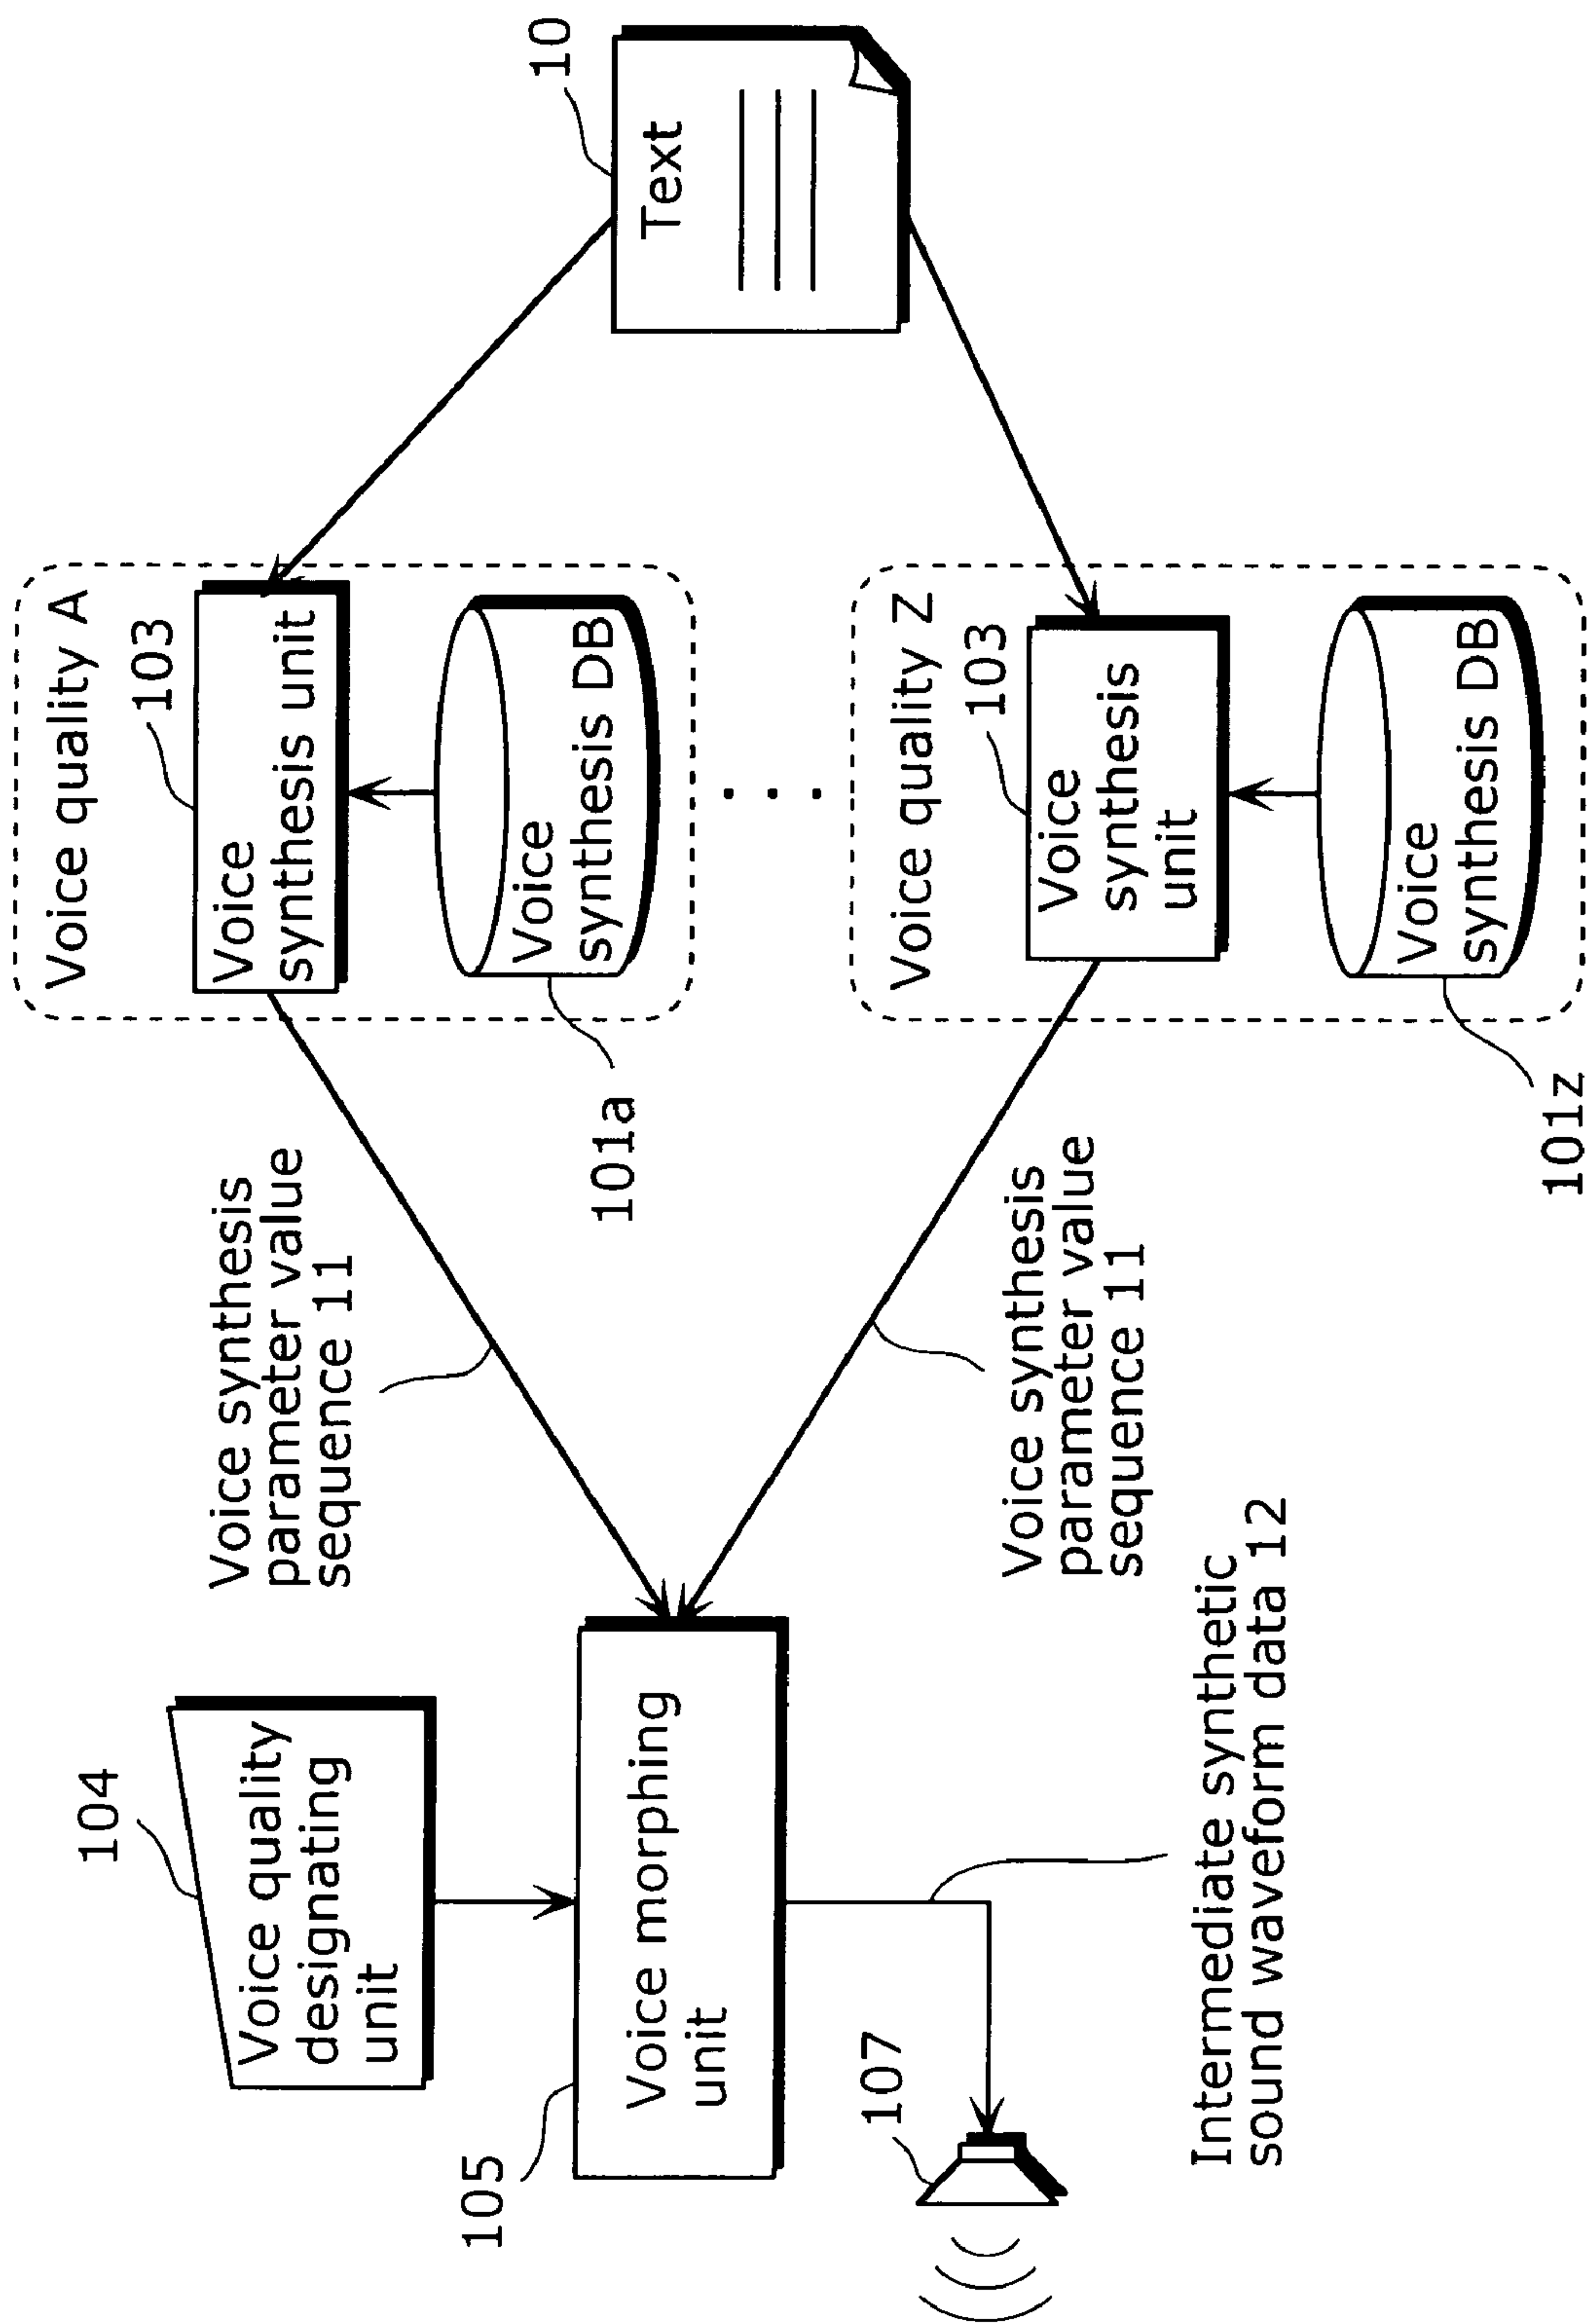 10
Text
Voice quality A
103
Voice
synthesis unit
Voice
synthesis DB
101a
. . .
Voice quality Z
103
Voice
synthesis
unit
Voice
synthesis DB
101z
Voice synthesis
parameter value
sequence 11
Voice synthesis
parameter value
sequence 11
104
Voice quality
designating
unit
105
Voice morphing
unit
107
Intermediate synthetic
sound waveform data 12